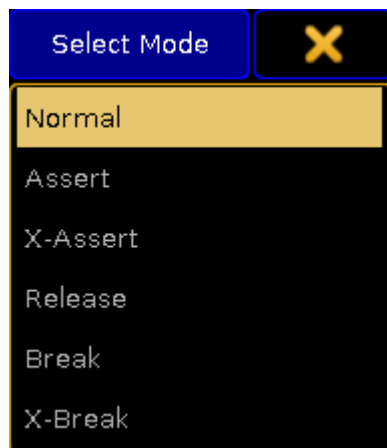 Select Mode
Normal
Assert
X-Assert
Release
Break
X-Break